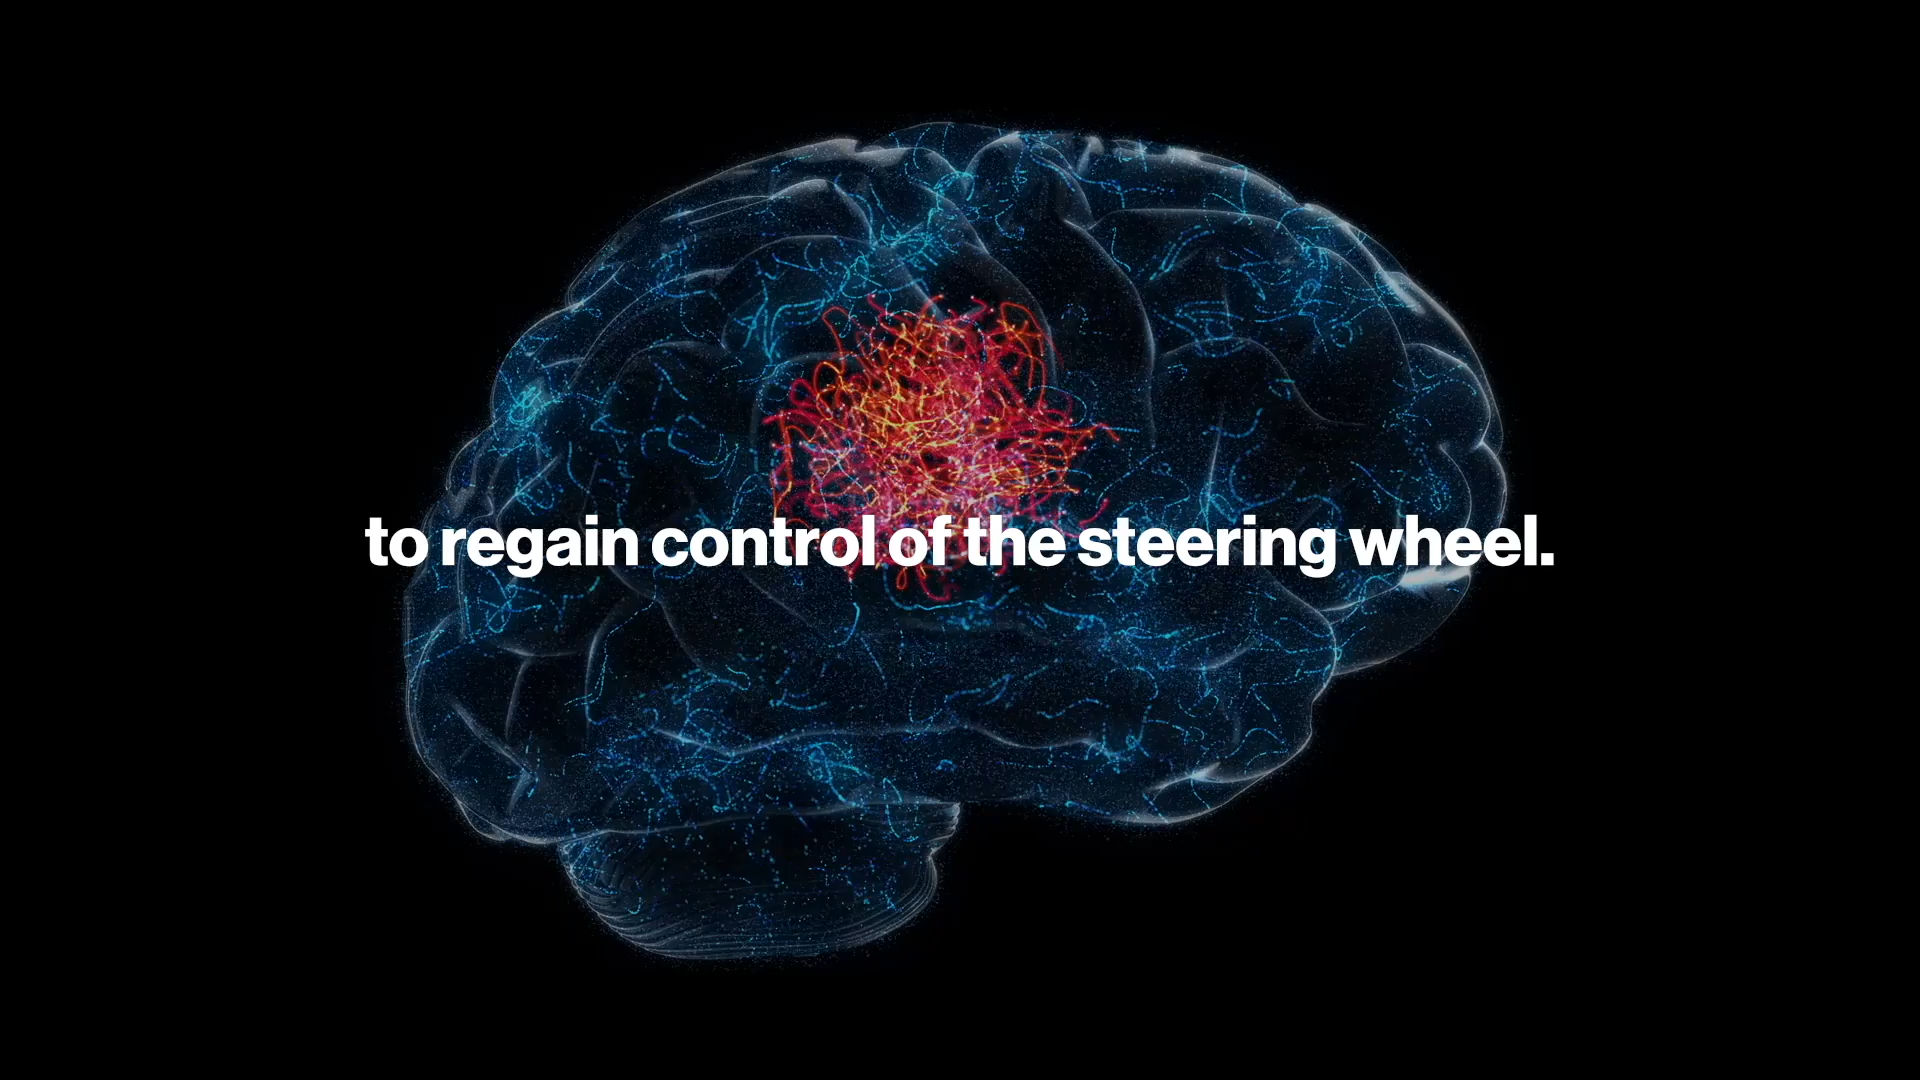 to regain control of the steering wheel.